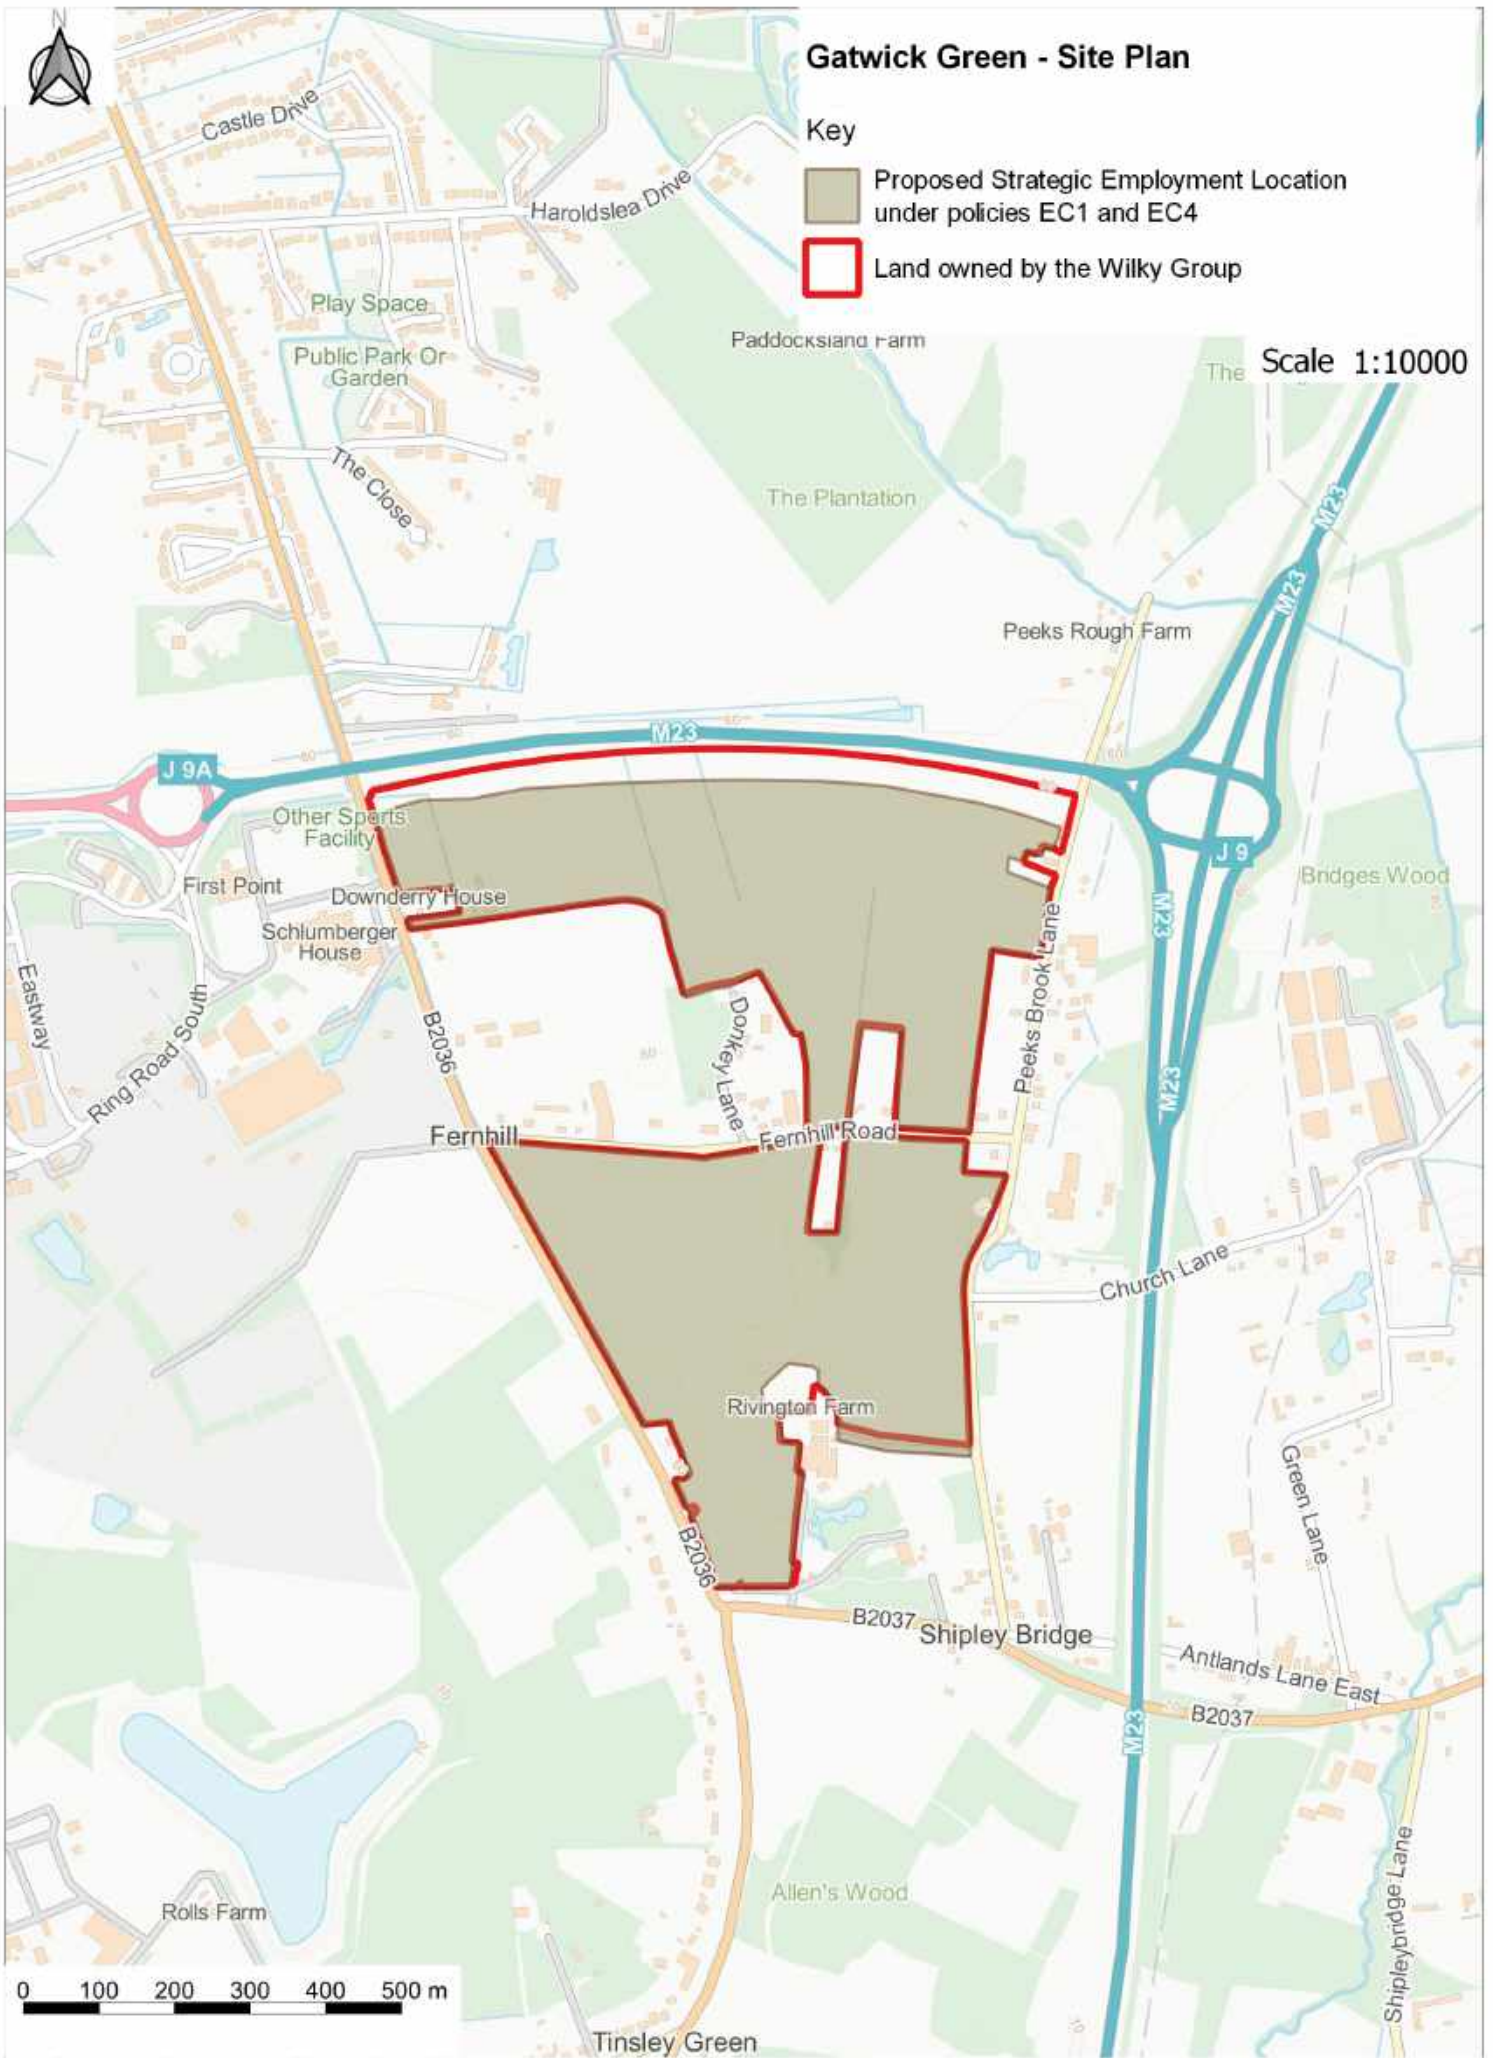 N
Gatwick Green - Site Plan
Key
Proposed Strategic Employment Location
under policies EC1 and EC4
Land owned by the Wilky Group
Scale 1:10000
Castle Drive
Haroldslea Drive
Play Space
Public Park Or
Garden
Paddocksland Farm
The
The Close
The Plantation
M23
M23
Peeks Rough Farm
M23
J 9A
60
60
60
Other Sports
Facility
J 9
First Point
Downderry House
Bridges Wood
Schlumberger
House
M23
Eastway
Ring Road South
B2036
Donkey Lane
Peeks Brook Lane
M23
Fernhill
Fernhill Road
Church Lane
Rivington Farm
Green Lane
B2036
B2037
Shipley Bridge
Antlands Lane East
B2037
M23
Allen's Wood
Shipleybridge Lane
Rolls Farm
0 100 200 300 400 500 m
Tinsley Green